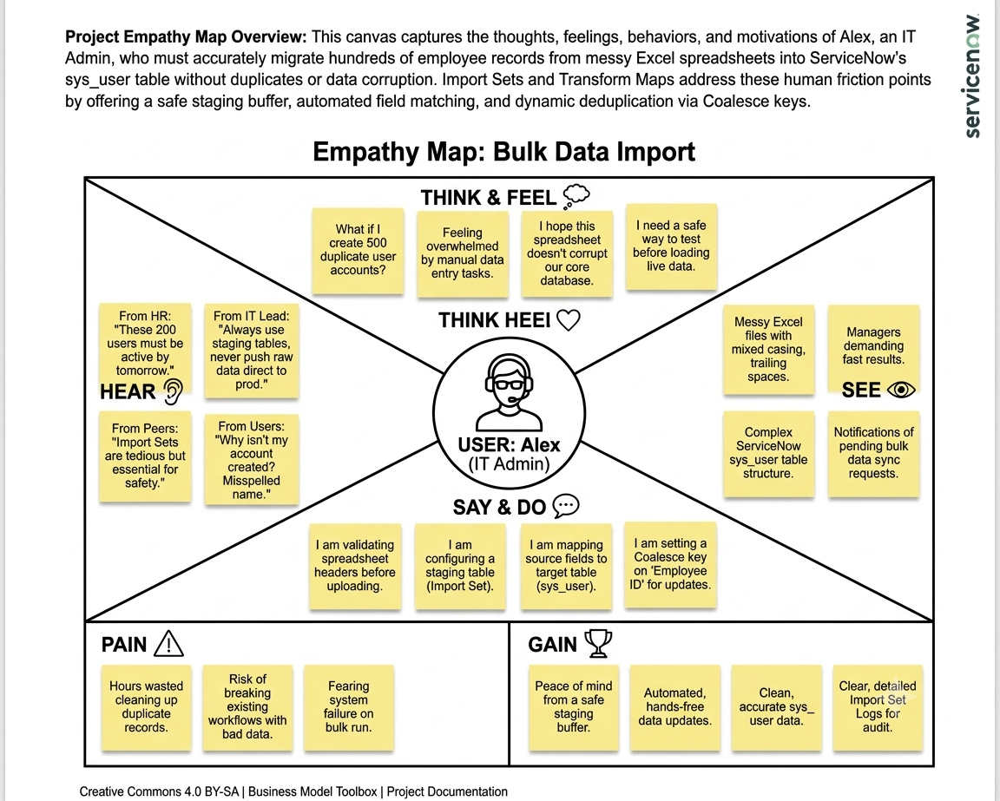 Project Empathy Map Overview: This canvas captures the thoughts, feelings, behaviors, and motivations of Alex, an IT
Admin, who must accurately migrate hundreds of employee records from messy Excel spreadsheets into ServiceNow's
sys_user table without duplicates or data corruption. Import Sets and Transform Maps address these human friction points
by offering a safe staging buffer, automated field matching, and dynamic deduplication via Coalesce keys.
servicenow
Empathy Map: Bulk Data Import
THINK & FEEL
What if I
create 500
duplicate user
accounts?
Feeling
overwhelmed
by manual data
entry tasks.
I hope this
spreadsheet
doesn't corrupt
our core
database.
I need a safe
way to test
before loading
live data.
THINK HEEI
From HR:
"These 200
users must be
active by
tomorrow."
From IT Lead:
"Always use
staging tables,
never push raw
data direct to
prod."
HEAR
From Peers:
"Import Sets
are tedious but
essential for
safety."
From Users:
"Why isn't my
account
created?
Misspelled
name."
USER: Alex
(IT Admin)
Messy Excel
files with
mixed casing,
trailing
spaces.
Managers
demanding
fast results.
SEE
Complex
ServiceNow
sys_user table
structure.
Notifications of
pending bulk
data sync
requests.
SAY & DO
I am validating
spreadsheet
headers before
uploading.
I am
configuring a
staging table
(Import Set).
I am mapping
source fields to
target table
(sys_user).
I am setting a
Coalesce key
on 'Employee
ID' for updates.
PAIN
Hours wasted
cleaning up
duplicate
records.
Risk of
breaking
existing
workflows with
bad data.
Fearing
system
failure on
bulk run.
GAIN
Peace of mind
from a safe
staging
buffer.
Automated,
hands-free
data updates.
Clean,
accurate sys_
user data.
Clear, detailed
Import Set
Logs for
audit.
Creative Commons 4.0 BY-SA | Business Model Toolbox | Project Documentation